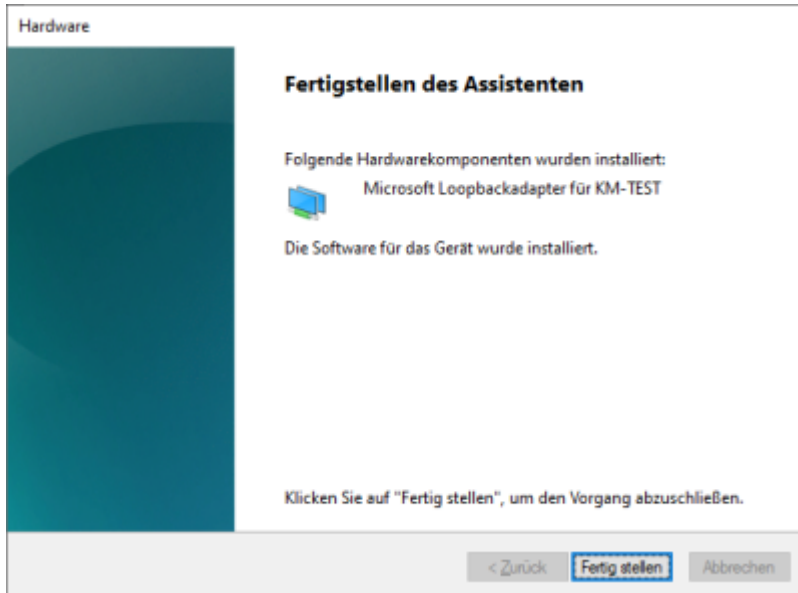 Hardware
Fertigstellen des Assistenten
Folgende Hardwarekomponenten wurden installiert:
Microsoft Loopbackadapter für KM-TEST
Die Software für das Gerät wurde installiert.
Klicken Sie auf "Fertig stellen", um den Vorgang abzuschließen.
< Zurück Fertig stellen Abbrechen